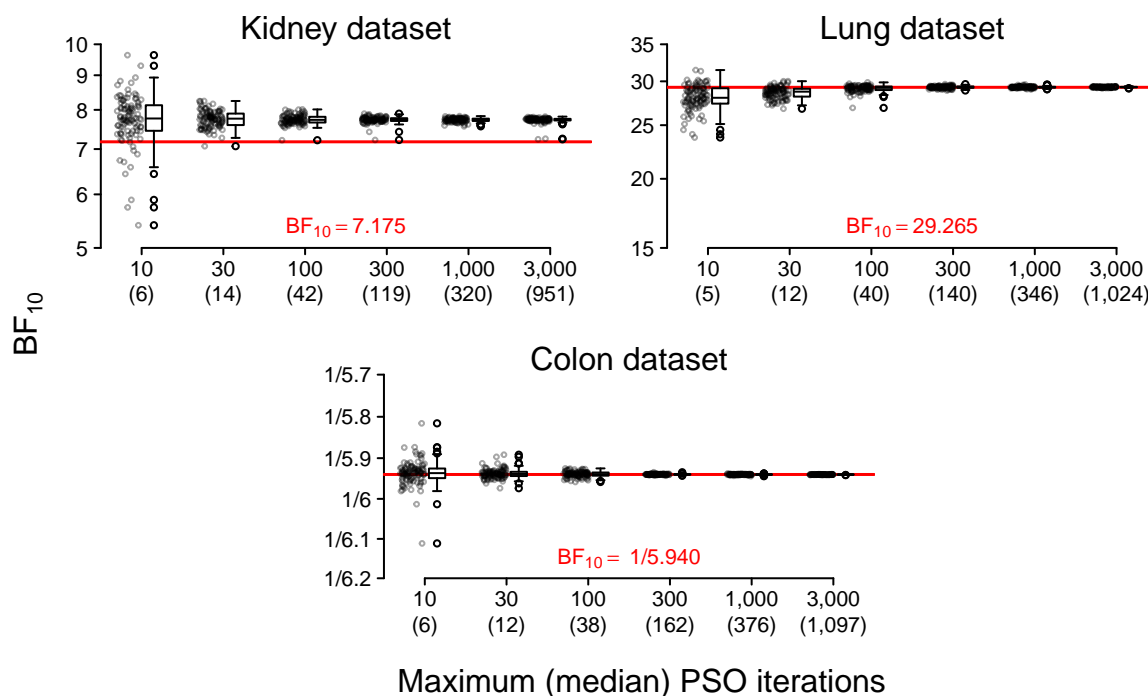 Kidney dataset
10
9
8
7
6
5
BF10 = 7.175
10 30 100 300 1,000 3,000
(6) (14) (42) (119) (320) (951)
Lung dataset
35
30
25
20
15
BF10 = 29.265
10 30 100 300 1,000 3,000
(5) (12) (40) (140) (346) (1,024)
BF10
Colon dataset
1/5.7
1/5.8
1/5.9
1/6
1/6.1
1/6.2
BF10 = 1/5.940
10 30 100 300 1,000 3,000
(6) (12) (38) (162) (376) (1,097)
Maximum (median) PSO iterations